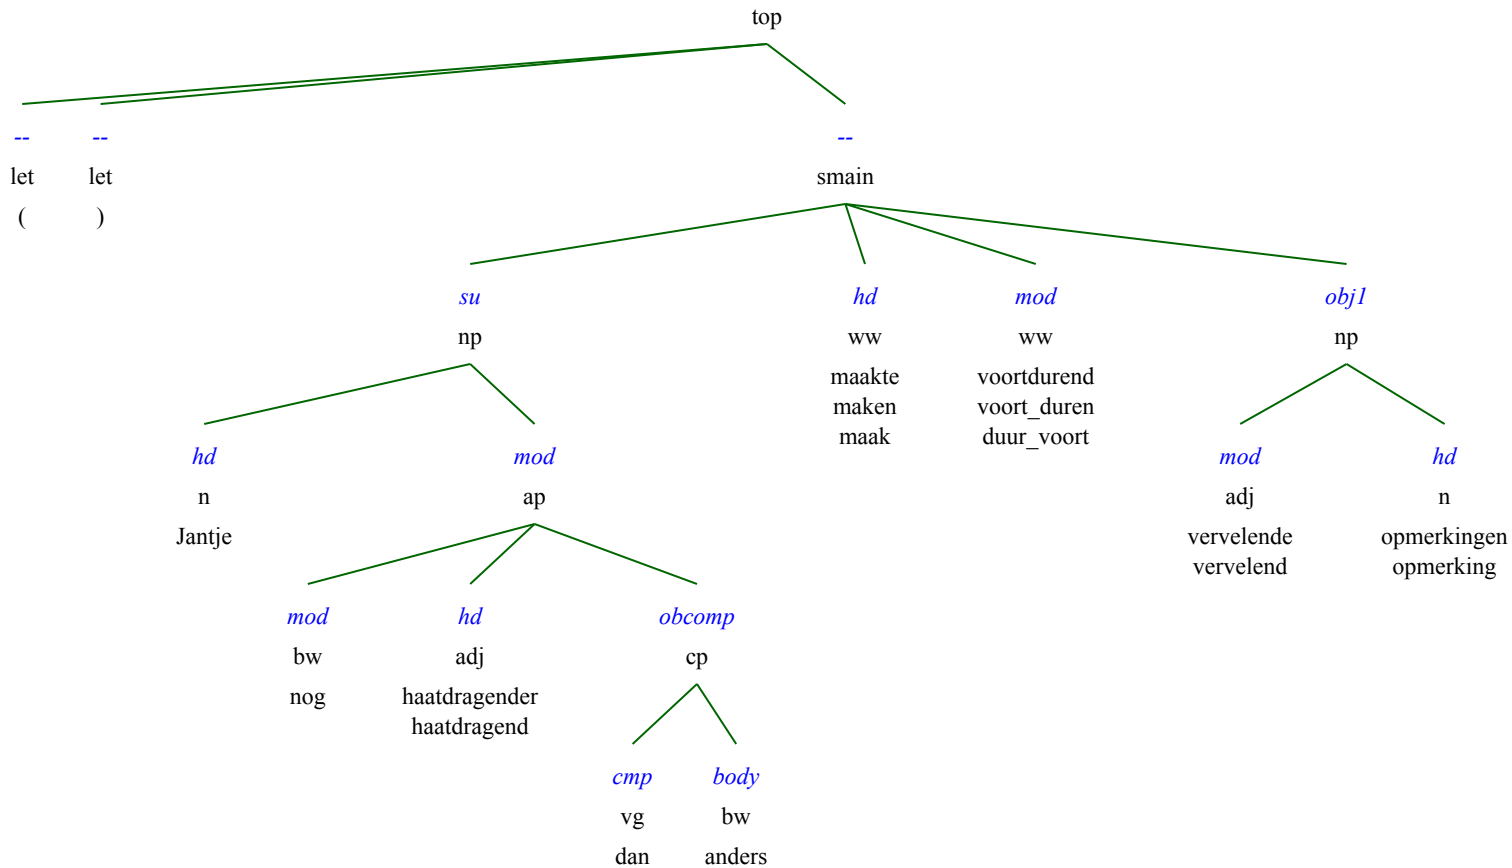 top
-- -- --
let let smain
( )
su hd mod obj1
np ww ww np
maakte voortdurend
maken voort_duren
maak duur_voort
hd mod mod hd
n ap adj n
Jantje vervelende opmerkingen
vervelend opmerking
mod hd obcomp
bw adj cp
nog haatdragender
haatdragend
cmp body
vg bw
dan anders